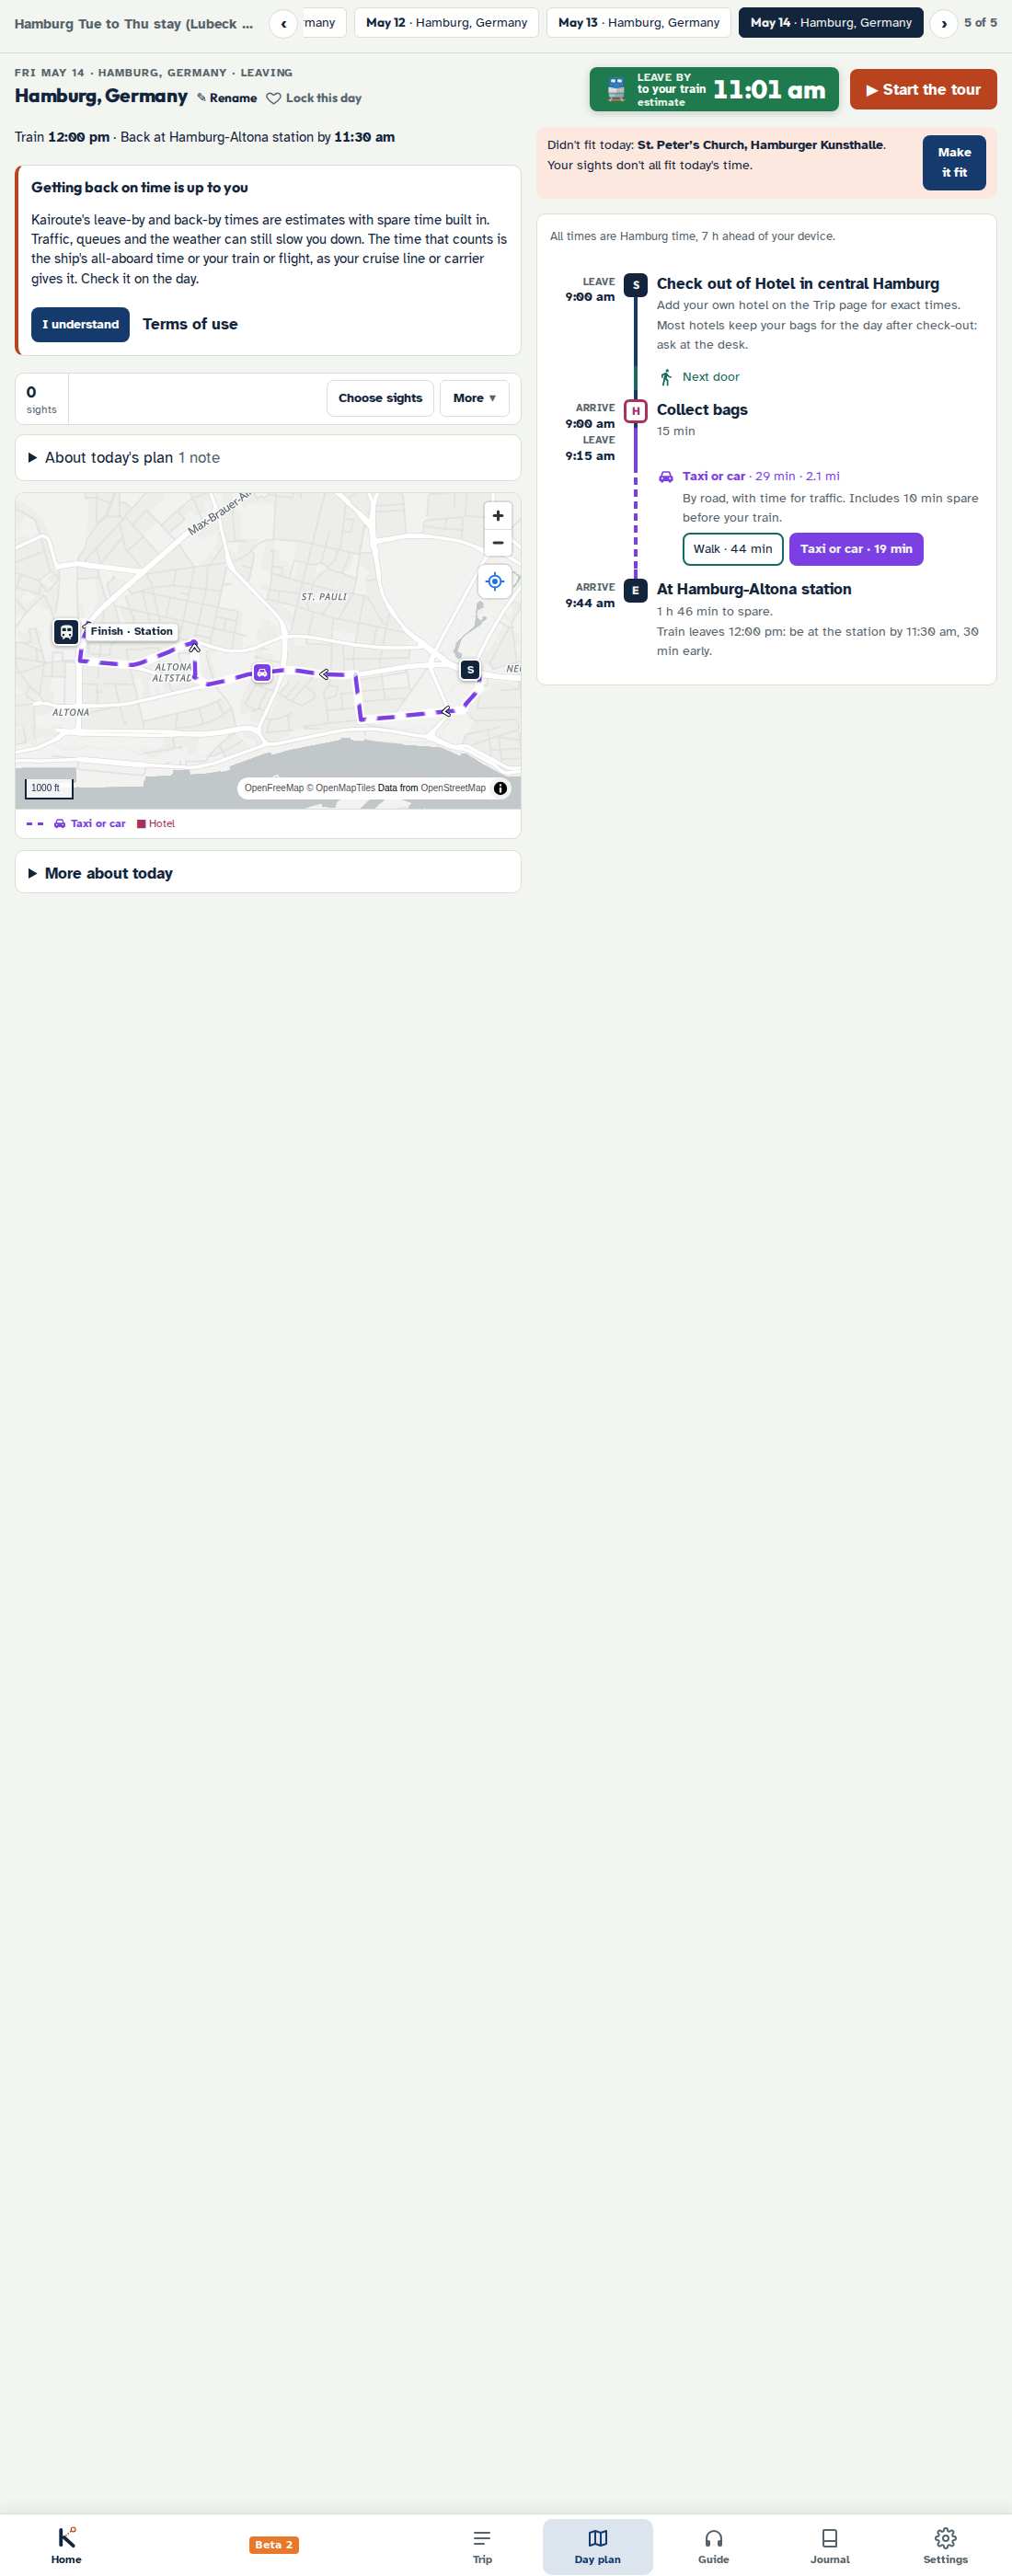 Hamburg Tue to Thu stay (Lubeck ...
‹
many
May 12 · Hamburg, Germany
May 13 · Hamburg, Germany
May 14 · Hamburg, Germany
›
5 of 5
FRI MAY 14 · HAMBURG, GERMANY · LEAVING
Hamburg, Germany
✎ Rename
Lock this day
LEAVE BY
to your train
estimate
11:01 am
▶ Start the tour
Train 12:00 pm · Back at Hamburg-Altona station by 11:30 am
Getting back on time is up to you
Kairoute's leave-by and back-by times are estimates with spare time built in.
Traffic, queues and the weather can still slow you down. The time that counts is
the ship's all-aboard time or your train or flight, as your cruise line or carrier
gives it. Check it on the day.
I understand
Terms of use
0
sights
Choose sights
More ▼
▶ About today's plan 1 note
Max-Brauer-Al
ST. PAULI
Finish · Station
ALTONA
ALTSTAD
S
NEU
ALTONA
1000 ft
OpenFreeMap © OpenMapTiles Data from OpenStreetMap
Taxi or car
Hotel
▶ More about today
Didn't fit today: St. Peter's Church, Hamburger Kunsthalle.
Your sights don't all fit today's time.
Make
it fit
All times are Hamburg time, 7 h ahead of your device.
LEAVE
9:00 am
S
Check out of Hotel in central Hamburg
Add your own hotel on the Trip page for exact times.
Most hotels keep your bags for the day after check-out:
ask at the desk.
Next door
ARRIVE
9:00 am
LEAVE
9:15 am
H
Collect bags
15 min
Taxi or car · 29 min · 2.1 mi
By road, with time for traffic. Includes 10 min spare
before your train.
Walk · 44 min
Taxi or car · 19 min
ARRIVE
9:44 am
E
At Hamburg-Altona station
1 h 46 min to spare.
Train leaves 12:00 pm: be at the station by 11:30 am, 30
min early.
Home
Beta 2
Trip
Day plan
Guide
Journal
Settings